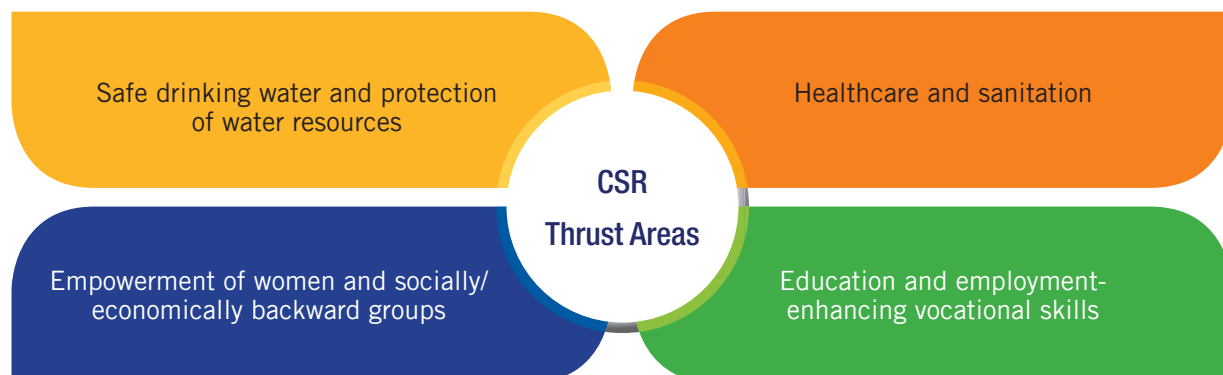 Safe drinking water and protection
of water resources
Healthcare and sanitation
CSR
Thrust Areas
Empowerment of women and socially/
economically backward groups
Education and employment-
enhancing vocational skills